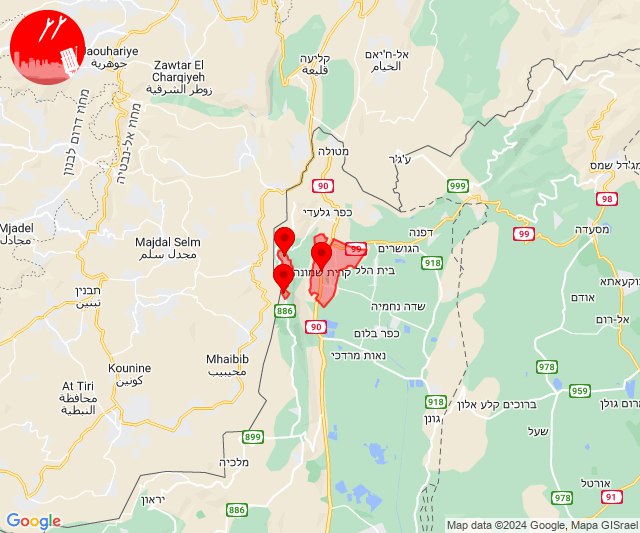 Jaouhariye
جوهرية
קליעה
قليعة
אל-ח'יאם
الخيام
Zawtar El
Charqiyeh
زوطر الشرقية
מחוז דרום לבנון
מחוז אל-נבטיה
מטולה
ע'ג'ר
מג'דל שמס
90
999
98
כפר גלעדי
דפנה
99
מסעדה
Mjadel
مجادل
Majdal Selm
مجدل سلم
99
הגושרים
918
קרית שמונה
בית הלל
בוקעאתא
אודם
תבנין
تبنين
886
שדה נחמיה
אל-רום
90
כפר בלום
נאות מרדכי
Mhaibib
محيبيب
Kounine
كونين
978
At Tiri
محافظة
النبطية
959
918
ברוכים קלע אלון
מרום גולן
גונן
שעל
899
מלכיה
אורטל
יראון
886
978
91
Google
Map data ©2024 Google, Mapa GISrael